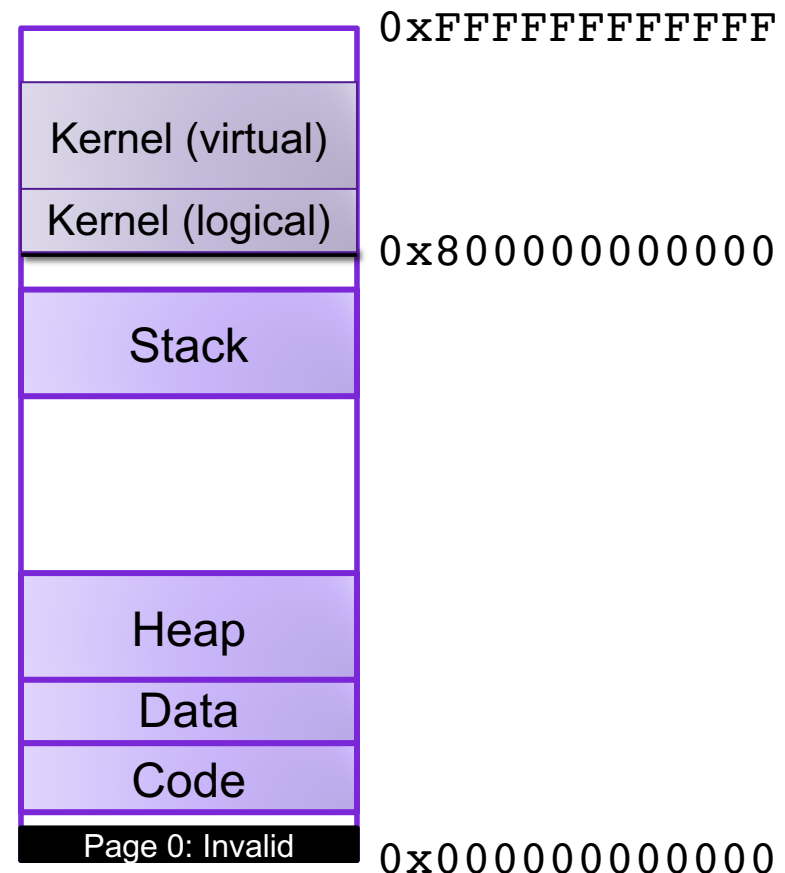 0xFFFFFFFFFFFF
Kernel (virtual)
Kernel (logical)
0x800000000000
Stack
Heap
Data
Code
Page 0: Invalid
0x000000000000